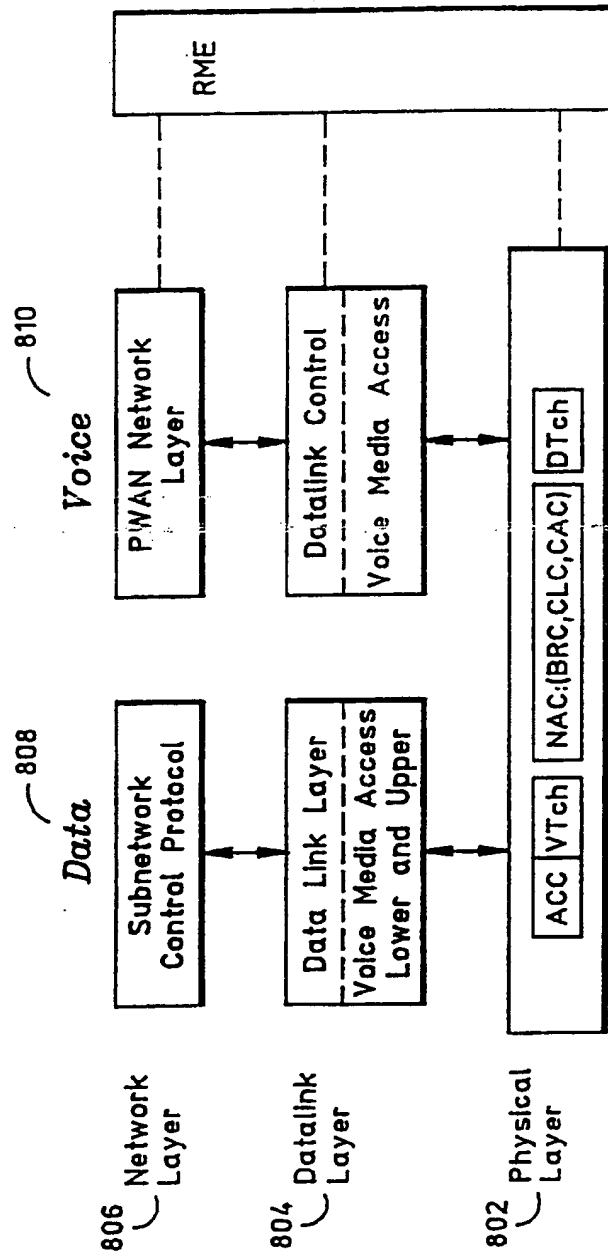 808
Data
810
Voice
806
Network
Layer
Subnetwork
Control Protocol
PWAN Network
Layer
RME
804
Datalink
Layer
Data Link Layer
Voice Media Access
Lower and Upper
Datalink Control
Voice Media Access
802
Physical
Layer
ACC
VTch
NAC:(BRC,CLC,CAC)
DTch